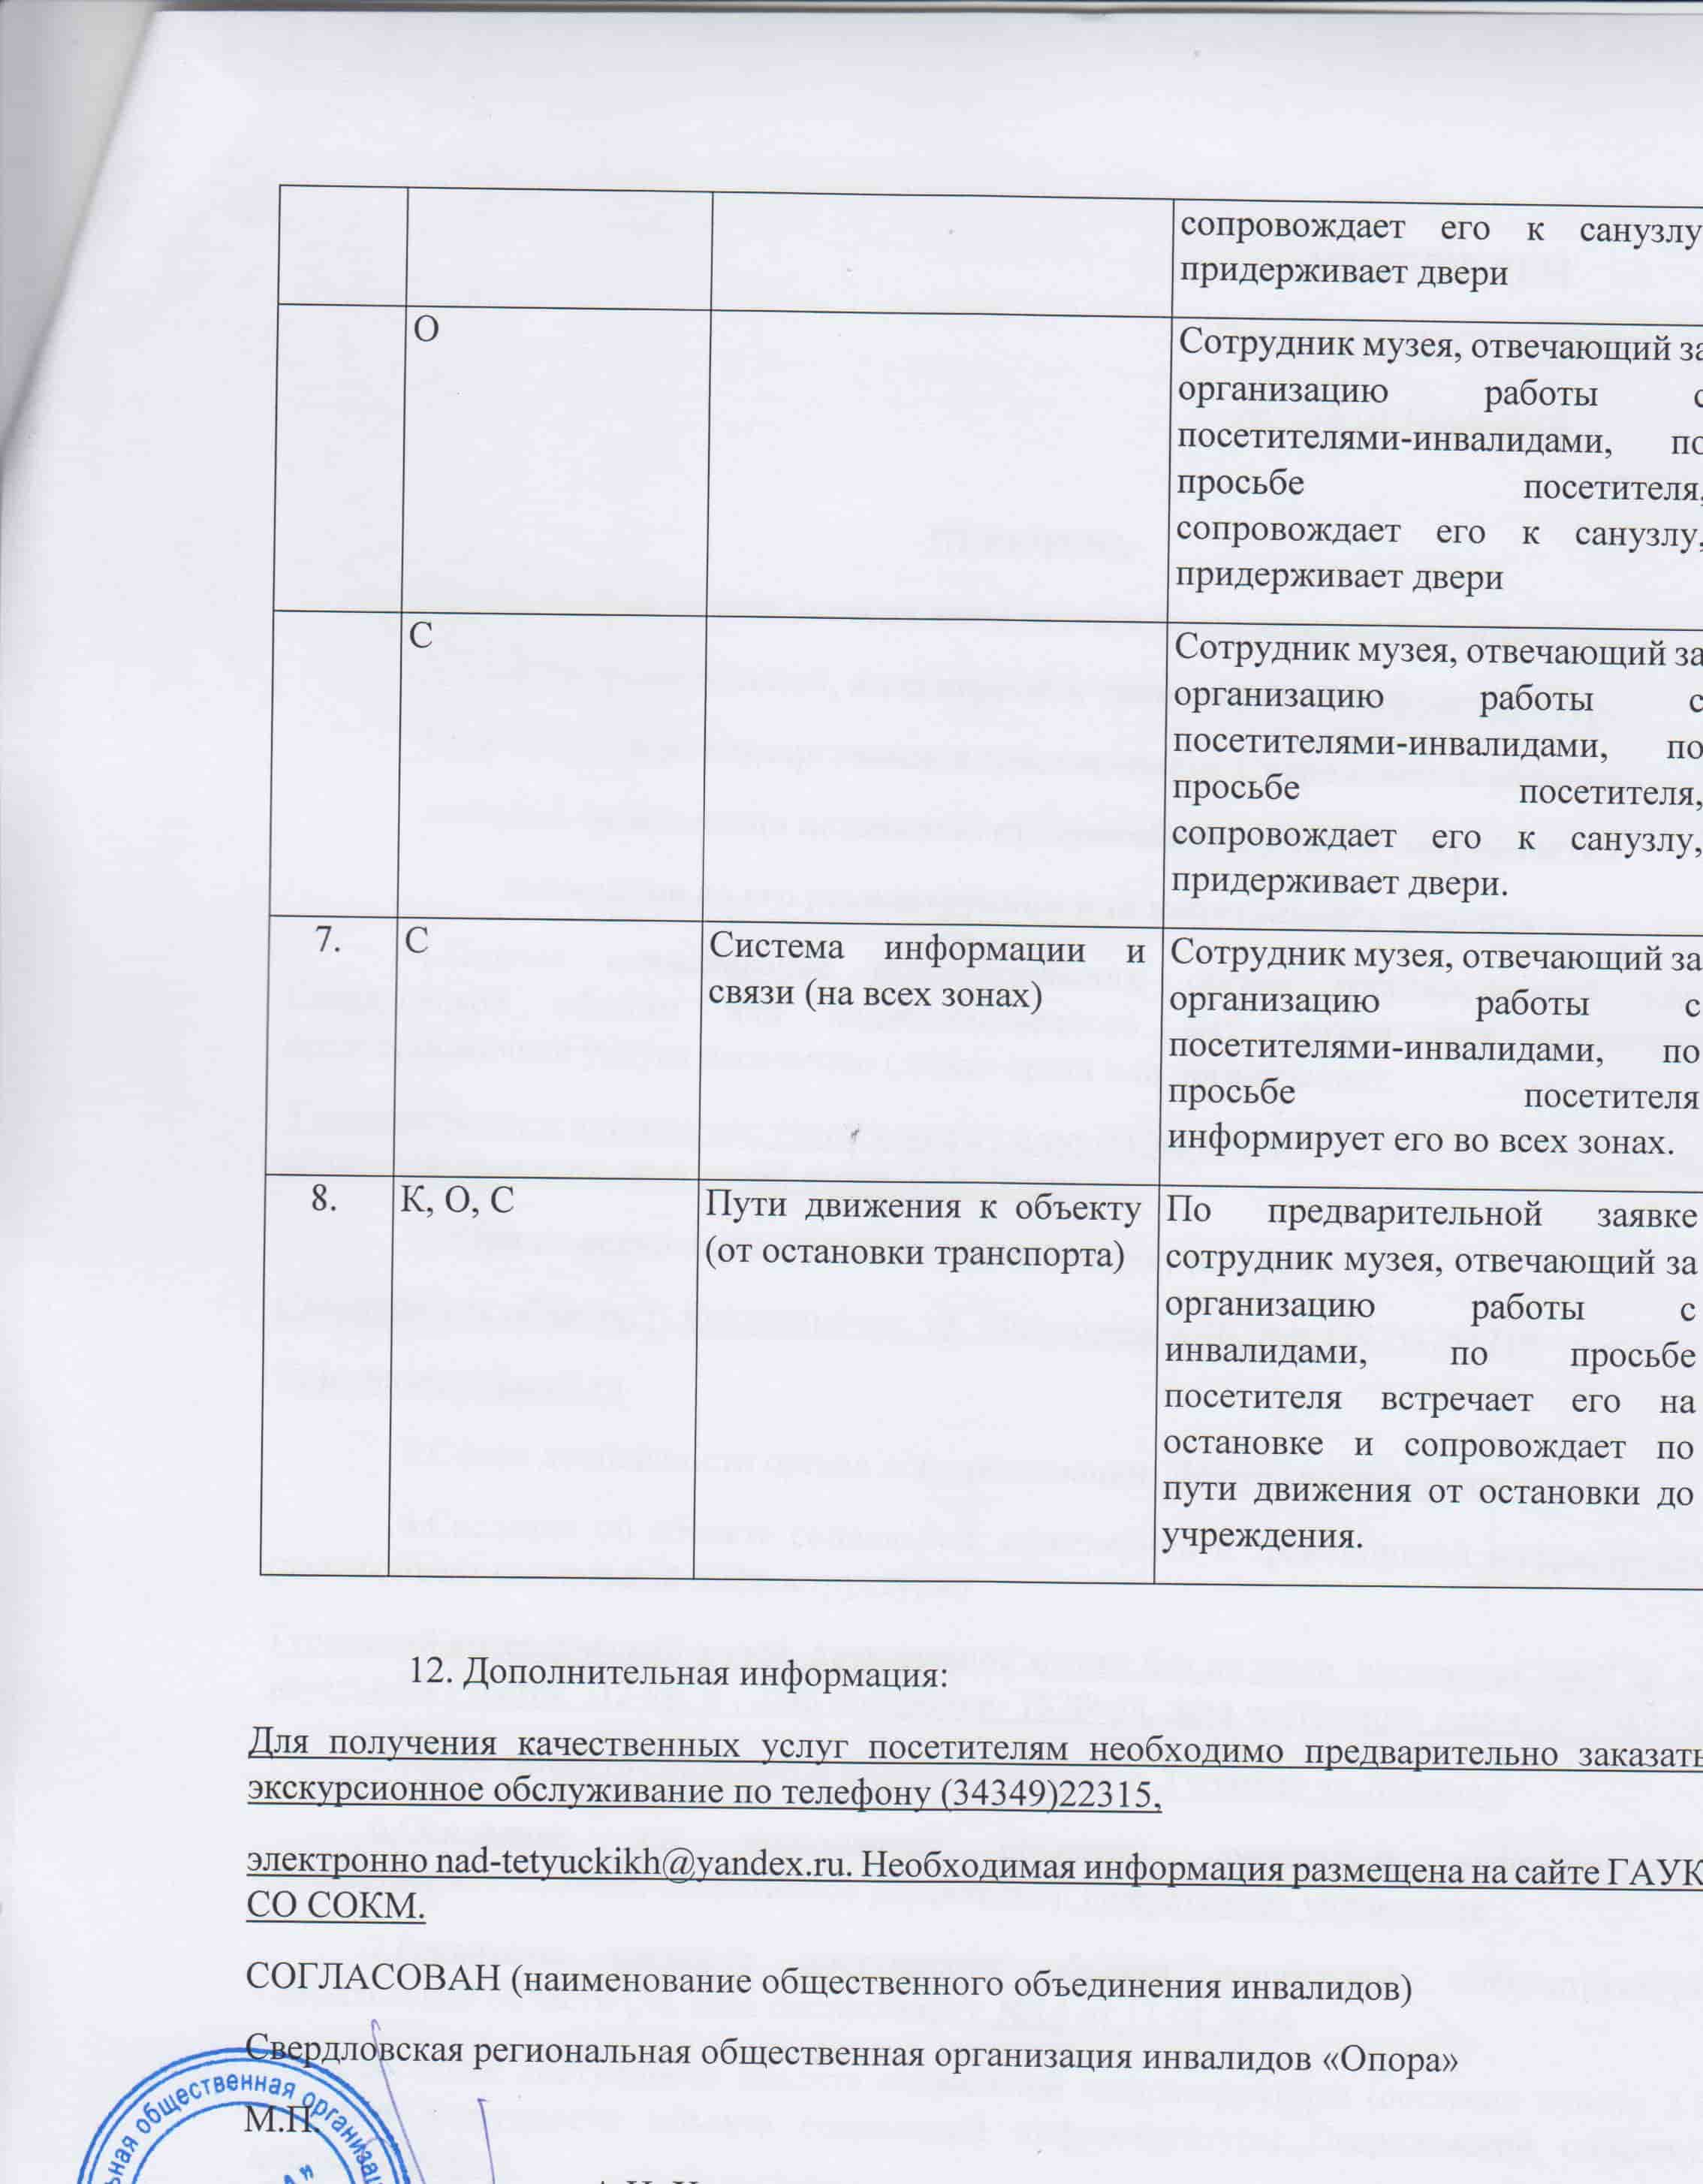 сопровождает его к санузлу
придерживает двери
О
Сотрудник музея, отвечающий за
организацию работы с
посетителями-инвалидами, по
просьбе посетителя,
сопровождает его к санузлу,
придерживает двери
С
Сотрудник музея, отвечающий за
организацию работы с
посетителями-инвалидами, по
просьбе посетителя,
сопровождает его к санузлу,
придерживает двери.
7.
С
Система информации и
связи (на всех зонах)
Сотрудник музея, отвечающий за
организацию работы с
посетителями-инвалидами, по
просьбе посетителя
информирует его во всех зонах.
8.
К, О, С
Пути движения к объекту
(от остановки транспорта)
По предварительной заявке
сотрудник музея, отвечающий за
организацию работы с
инвалидами, по просьбе
посетителя встречает его на
остановке и сопровождает по
пути движения от остановки до
учреждения.
12. Дополнительная информация:
Для получения качественных услуг посетителям необходимо предварительно заказать
экскурсионное обслуживание по телефону (34349)22315,
электронно nad-tetyuckikh@yandex.ru. Необходимая информация размещена на сайте ГАУК
СО СОКМ.
СОГЛАСОВАН (наименование общественного объединения инвалидов)
Свердловская региональная общественная организация инвалидов «Опора»
М.П.
общественная